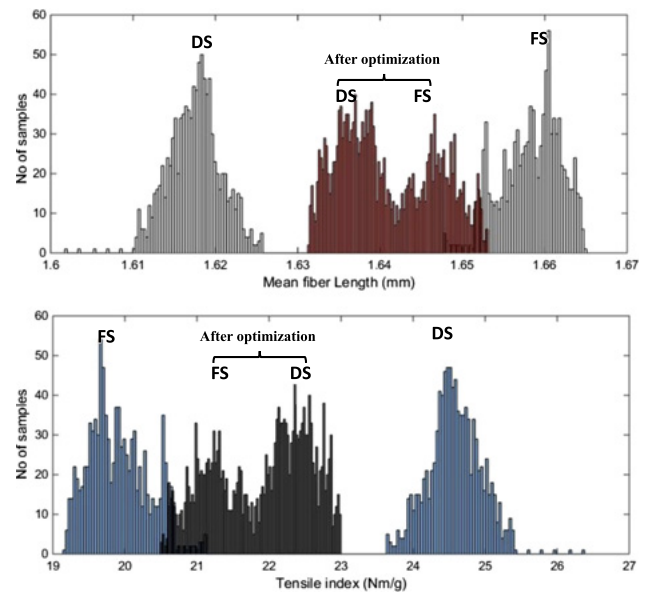 60
50
40
30
20
10
0
No of samples
DS
After optimization
DS
FS
FS
1.6 1.61 1.62 1.63 1.64 1.65 1.66 1.67
Mean fiber Length (mm)
60
50
40
30
20
10
0
No of samples
FS
After optimization
FS
DS
DS
19 20 21 22 23 24 25 26 27
Tensile index (Nm/g)